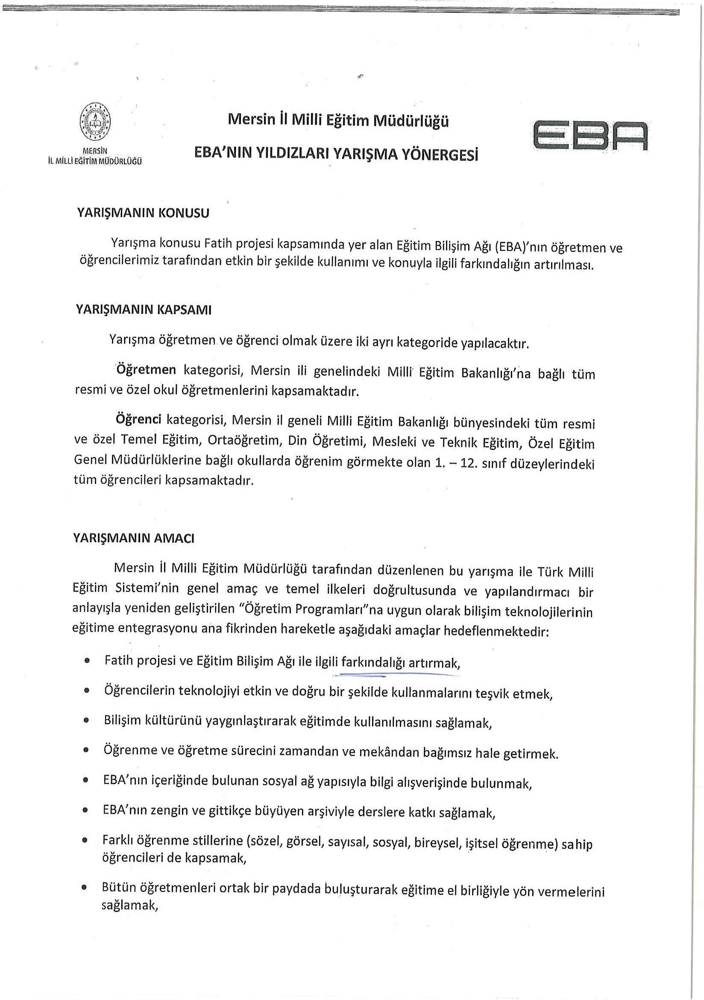 Mersin İl Milli Eğitim Müdürlüğü
EBA
MERSİN
İL MİLLİ EĞİTİM MÜDÜRLÜĞÜ
EBA’NIN YILDIZLARI YARIŞMA YÖNERGESİ
YARIŞMANIN KONUSU
Yarışma konusu Fatih projesi kapsamında yer alan Eğitim Bilişim Ağı (EBA)’nın öğretmen ve
öğrencilerimiz tarafından etkin bir şekilde kullanımı ve konuyla ilgili farkındalığın artırılması.
YARIŞMANIN KAPSAMI
Yarışma öğretmen ve öğrenci olmak üzere iki ayrı kategoride yapılacaktır.
Öğretmen kategorisi, Mersin ili genelindeki Milli Eğitim Bakanlığı’na bağlı tüm
resmi ve özel okul öğretmenlerini kapsamaktadır.
Öğrenci kategorisi, Mersin il geneli Milli Eğitim Bakanlığı bünyesindeki tüm resmi
ve özel Temel Eğitim, Ortaöğretim, Din Öğretimi, Mesleki ve Teknik Eğitim, Özel Eğitim
Genel Müdürlüklerine bağlı okullarda öğrenim görmekte olan 1. – 12. sınıf düzeylerindeki
tüm öğrencileri kapsamaktadır.
YARIŞMANIN AMACI
Mersin İl Milli Eğitim Müdürlüğü tarafından düzenlenen bu yarışma ile Türk Milli
Eğitim Sistemi’nin genel amaç ve temel ilkeleri doğrultusunda ve yapılandırmacı bir
anlayışla yeniden geliştirilen “Öğretim Programları”na uygun olarak bilişim teknolojilerinin
eğitime entegrasyonu ana fikrinden hareketle aşağıdaki amaçlar hedeflenmektedir:
• Fatih projesi ve Eğitim Bilişim Ağı ile ilgili farkındalığı artırmak,
• Öğrencilerin teknolojiyi etkin ve doğru bir şekilde kullanmalarını teşvik etmek,
• Bilişim kültürünü yaygınlaştırarak eğitimde kullanılmasını sağlamak,
• Öğrenme ve öğretme sürecini zamandan ve mekândan bağımsız hale getirmek.
• EBA’nın içeriğinde bulunan sosyal ağ yapısıyla bilgi alışverişinde bulunmak,
• EBA’nın zengin ve gittikçe büyüyen arşiviyle derslere katkı sağlamak,
• Farklı öğrenme stillerine (sözel, görsel, sayısal, sosyal, bireysel, işitsel öğrenme) sahip
öğrencileri de kapsamak,
• Bütün öğretmenleri ortak bir paydada buluşturarak eğitime el birliğiyle yön vermelerini
sağlamak,